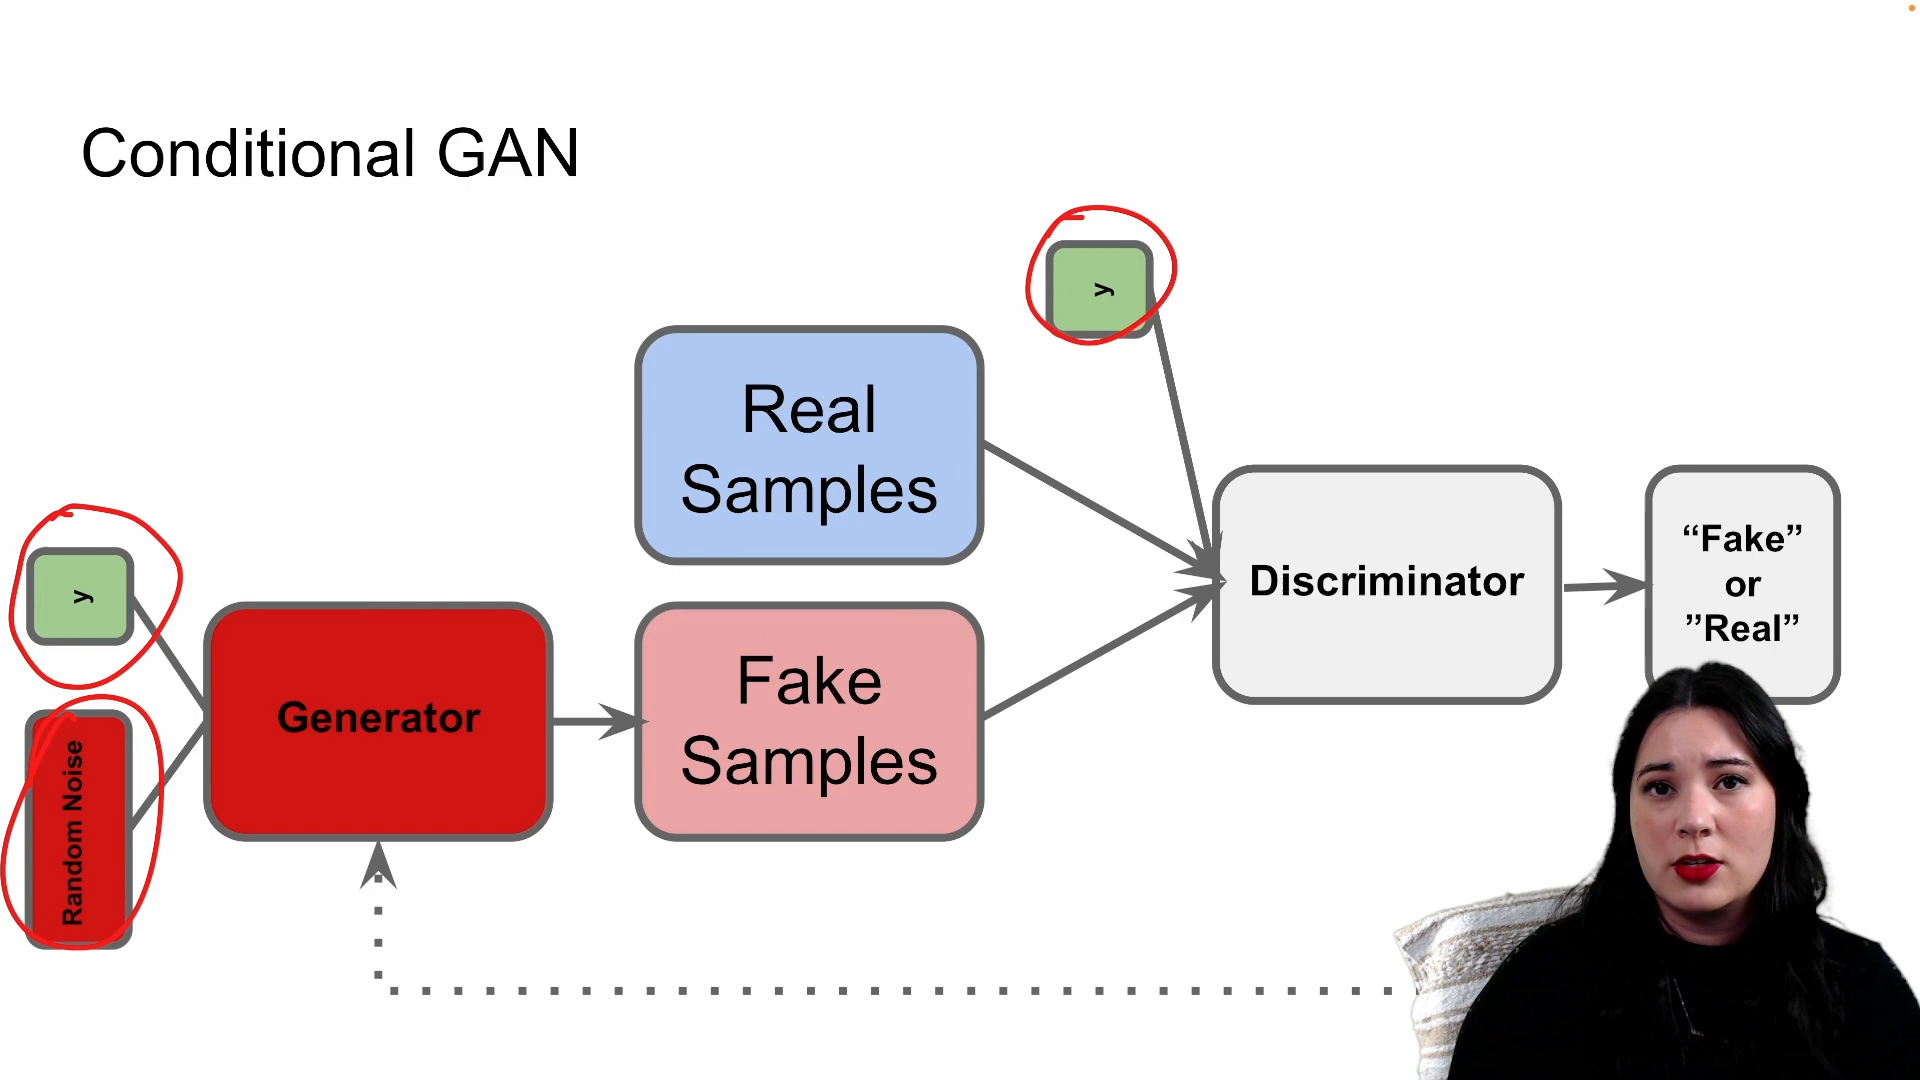 Conditional GAN
y
Real
Samples
"Fake"
or
"Real"
Discriminator
y
Generator
Fake
Samples
Random Noise